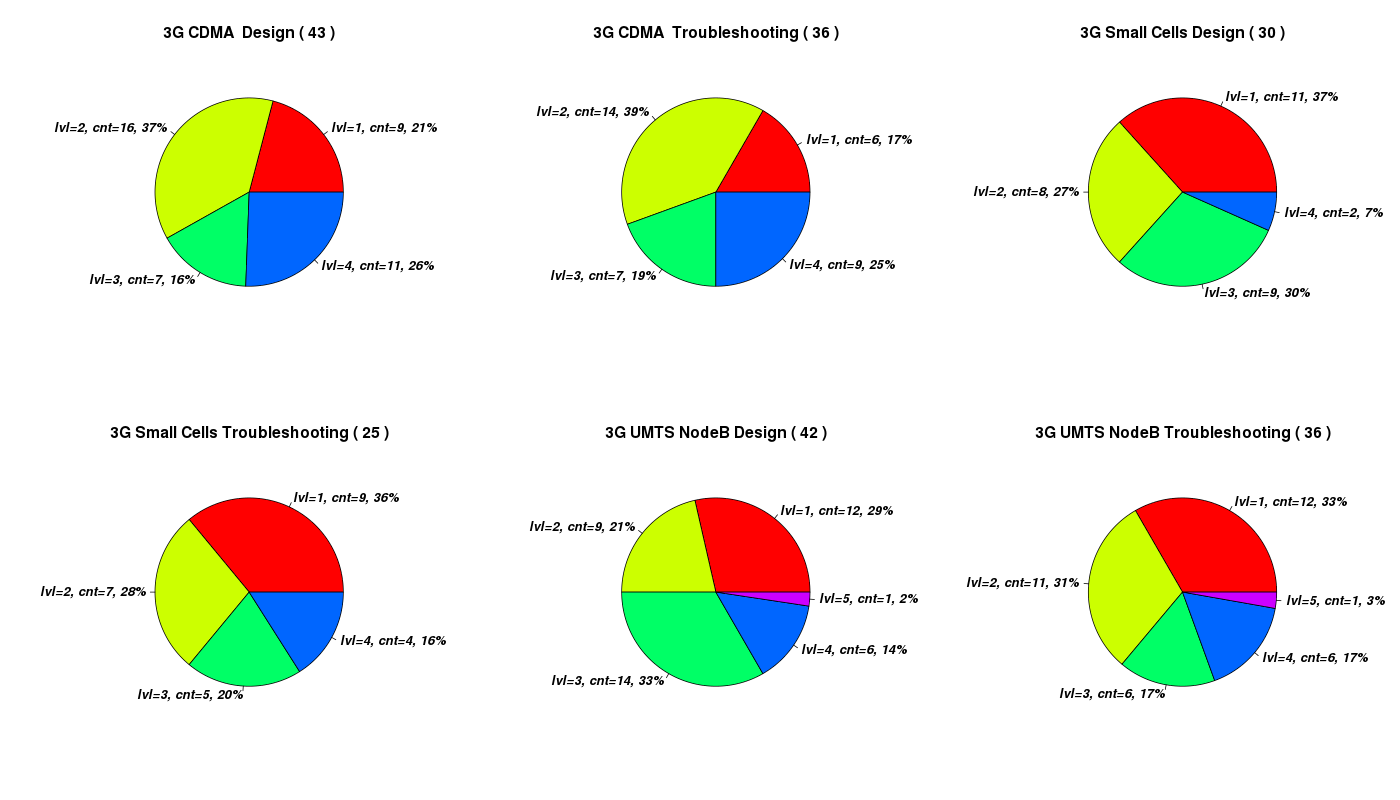 3G CDMA  Design ( 43 )
lvl=1, cnt=9, 21%
lvl=2, cnt=16, 37%
lvl=3, cnt=7, 16%
lvl=4, cnt=11, 26%
3G CDMA  Troubleshooting ( 36 )
lvl=1, cnt=6, 17%
lvl=2, cnt=14, 39%
lvl=3, cnt=7, 19%
lvl=4, cnt=9, 25%
3G Small Cells Design ( 30 )
lvl=1, cnt=11, 37%
lvl=2, cnt=8, 27%
lvl=3, cnt=9, 30%
lvl=4, cnt=2, 7%
3G Small Cells Troubleshooting ( 25 )
lvl=1, cnt=9, 36%
lvl=2, cnt=7, 28%
lvl=3, cnt=5, 20%
lvl=4, cnt=4, 16%
3G UMTS NodeB Design ( 42 )
lvl=1, cnt=12, 29%
lvl=2, cnt=9, 21%
lvl=3, cnt=14, 33%
lvl=4, cnt=6, 14%
lvl=5, cnt=1, 2%
3G UMTS NodeB Troubleshooting ( 36 )
lvl=1, cnt=12, 33%
lvl=2, cnt=11, 31%
lvl=3, cnt=6, 17%
lvl=4, cnt=6, 17%
lvl=5, cnt=1, 3%